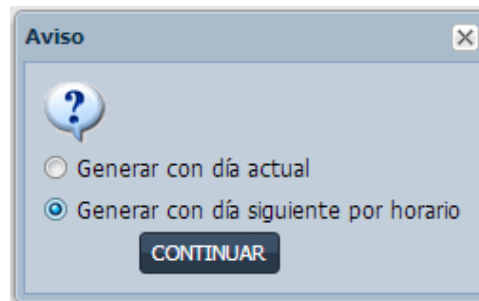 Aviso
Generar con día actual
Generar con día siguiente por horario
CONTINUAR